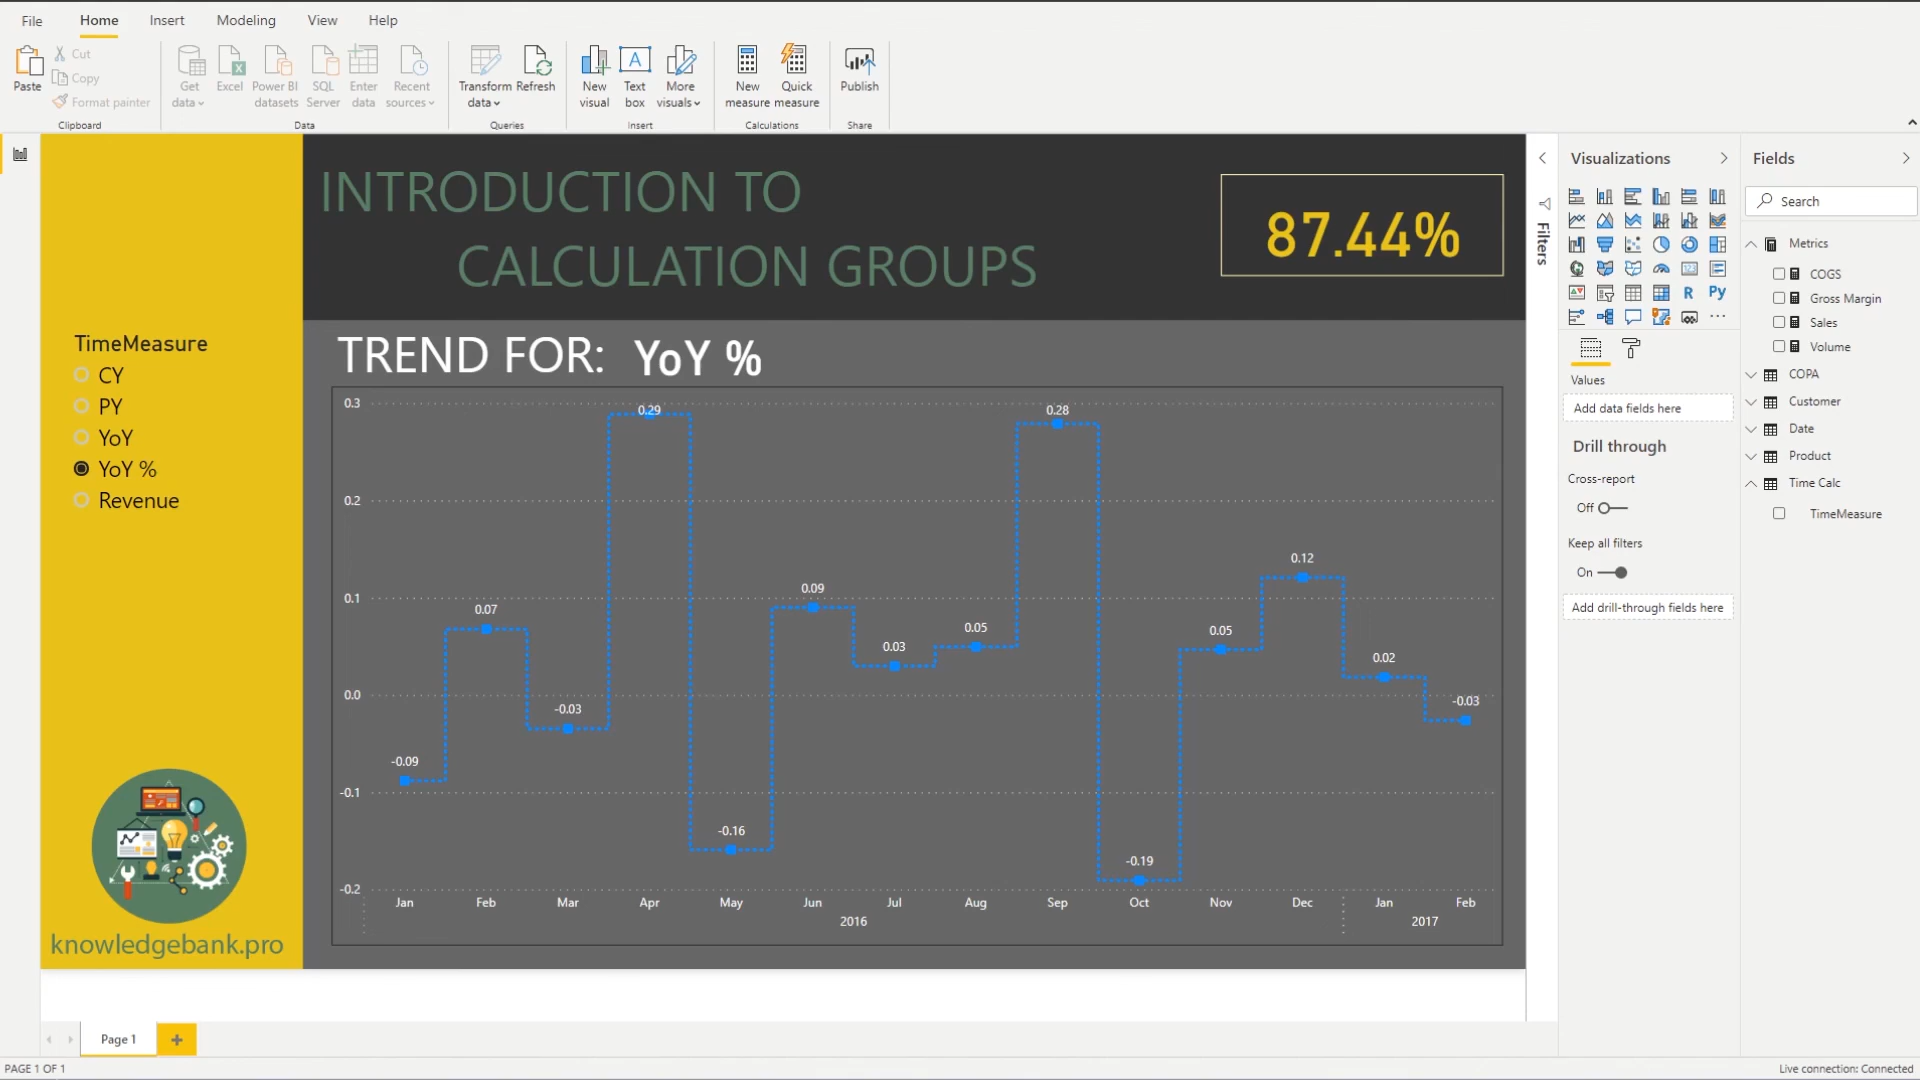 File Home Insert Modeling View Help
Paste
Cut
Copy
Format painter
Clipboard
Get data
Excel
Power BI datasets
SQL Server
Enter data
Recent sources
Data
Transform data
Refresh
Queries
New visual
Text box
More visuals
Insert
New measure
Quick measure
Calculations
Publish
Share
INTRODUCTION TO
CALCULATION GROUPS
87.44%
TimeMeasure
CY
PY
YoY
YoY %
Revenue
knowledgebank.pro
TREND FOR: YoY %
0.3
0.2
0.1
0.0
-0.1
-0.2
-0.09
0.07
-0.03
0.29
-0.16
0.09
0.03
0.05
0.28
-0.19
0.05
0.12
0.02
-0.03
Jan Feb Mar Apr May Jun Jul Aug Sep Oct Nov Dec Jan Feb
2016 2017
Filters
Visualizations
R
Py
Values
Add data fields here
Drill through
Cross-report
Off
Keep all filters
On
Add drill-through fields here
Fields
Search
Metrics
COGS
Gross Margin
Sales
Volume
COPA
Customer
Date
Product
Time Calc
TimeMeasure
Page 1
PAGE 1 OF 1
Live connection: Connected